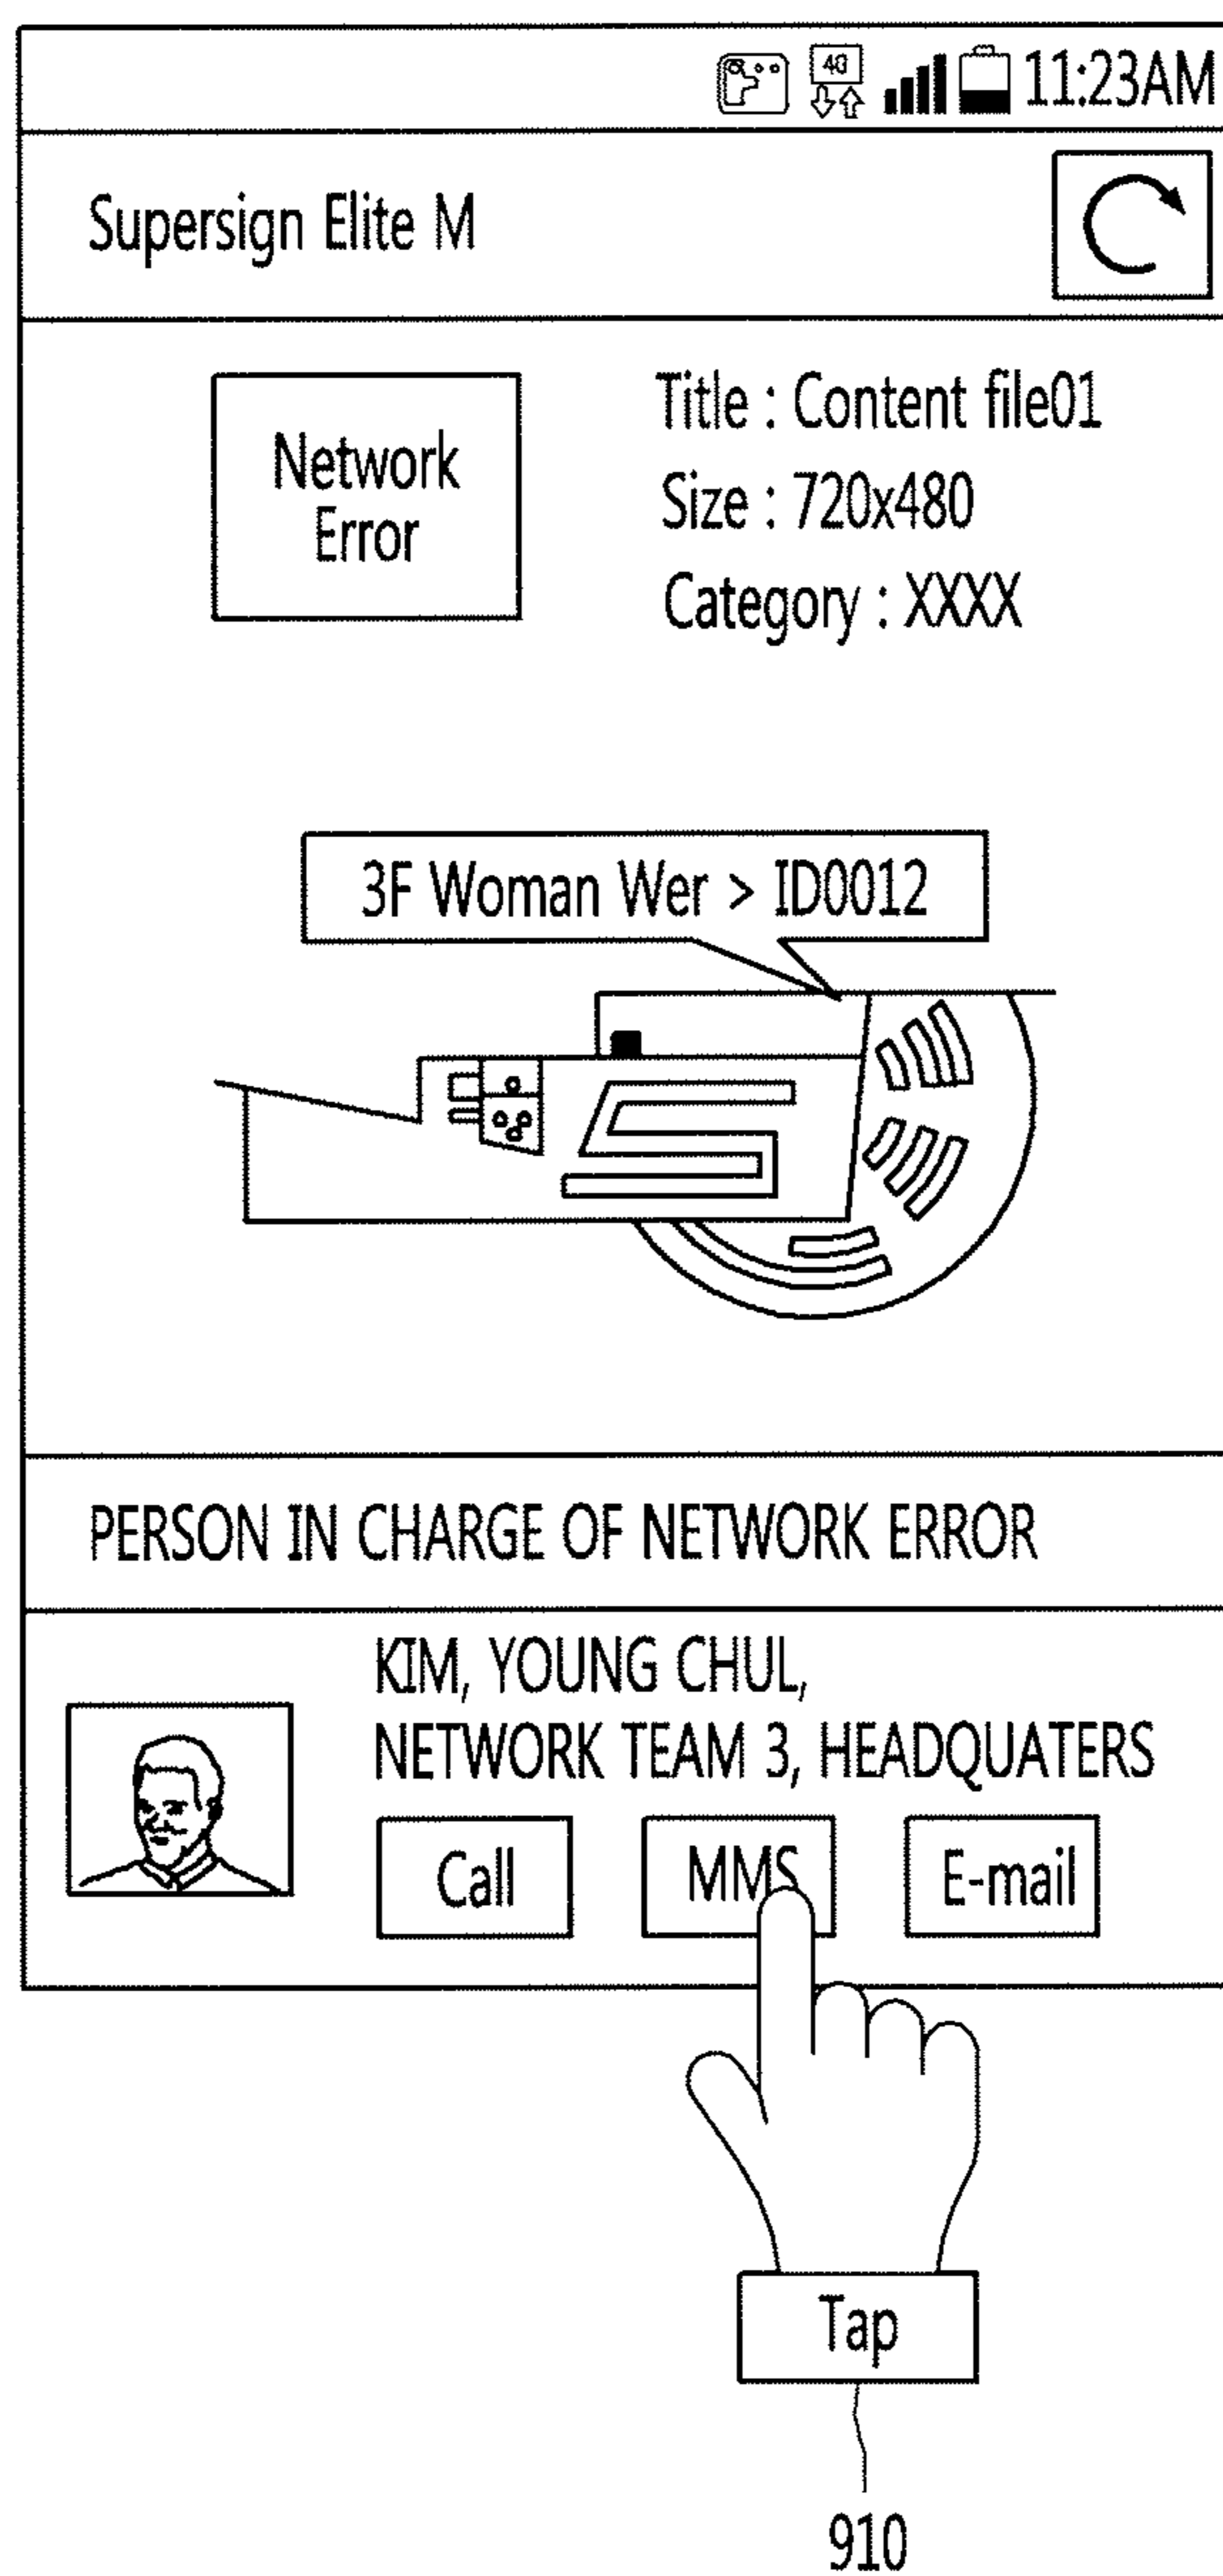 4G
11:23AM
Supersign Elite M
Network
Error
Title : Content file01
Size : 720x480
Category : XXXX
3F Woman Wer > ID0012
PERSON IN CHARGE OF NETWORK ERROR
KIM, YOUNG CHUL,
NETWORK TEAM 3, HEADQUATERS
Call MMS E-mail
Tap
910